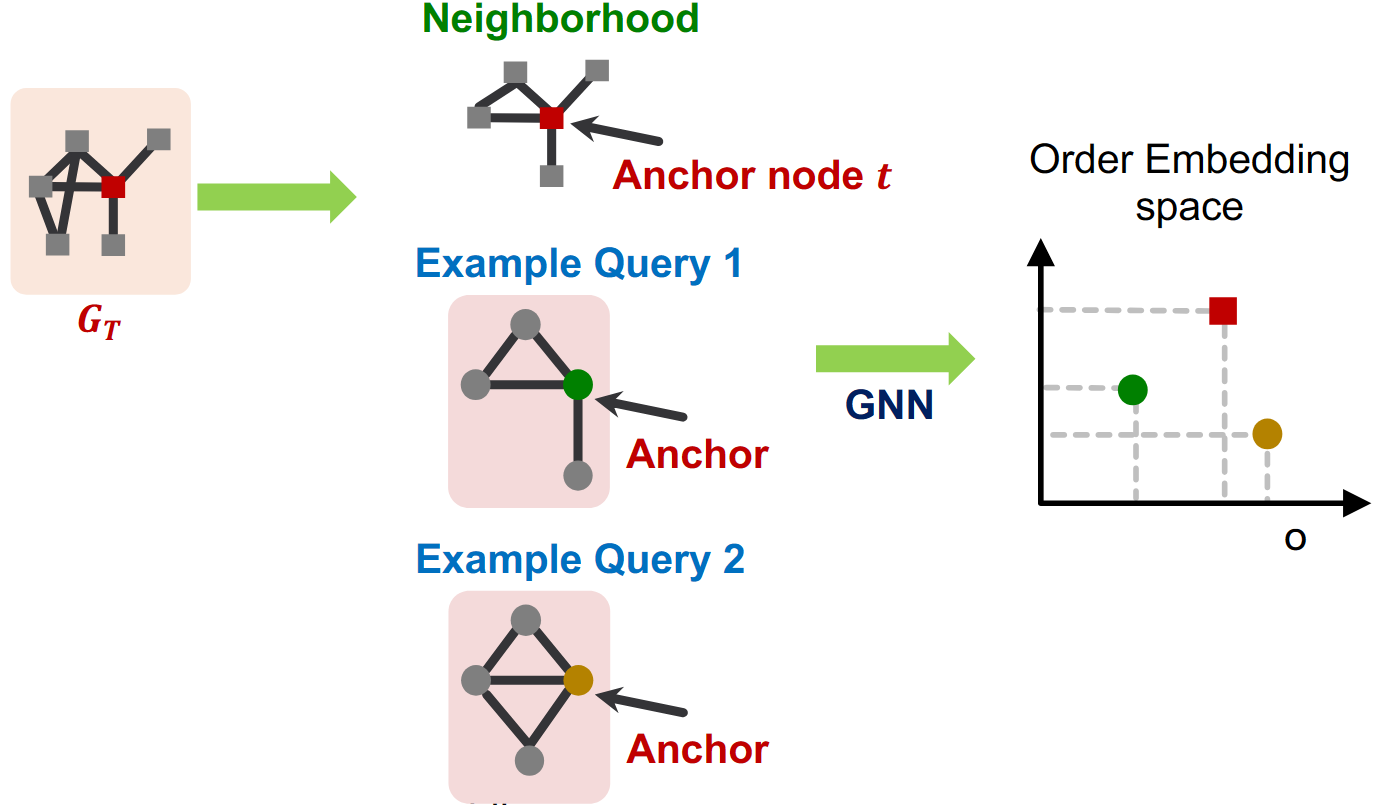 Neighborhood
Anchor node t
G_T
Example Query 1
Anchor
GNN
Example Query 2
Anchor
Order Embedding
space
O